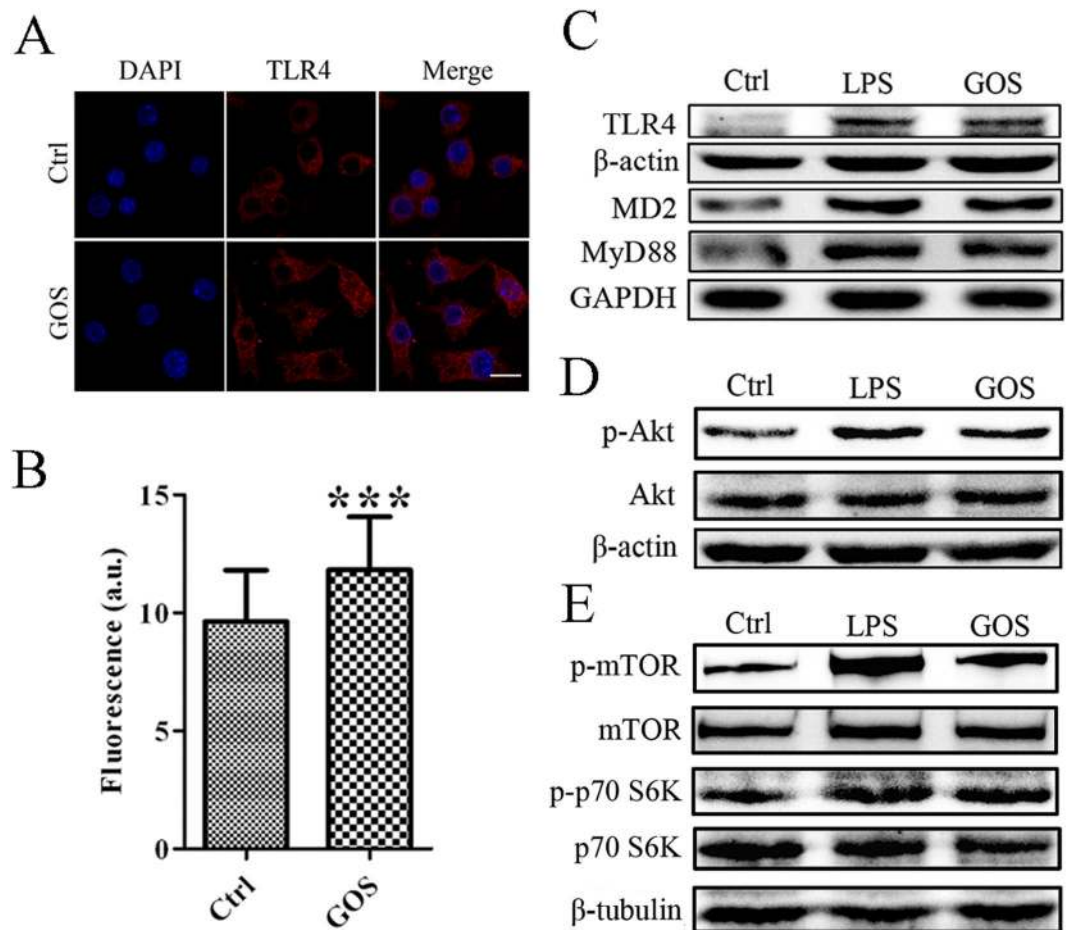 A
DAPI TLR4 Merge
Ctrl
GOS
B
15
10
5
0
Fluorescence (a.u.)
***
Ctrl
GOS
C
Ctrl LPS GOS
TLR4
β-actin
MD2
MyD88
GAPDH
D
Ctrl LPS GOS
p-Akt
Akt
β-actin
E
Ctrl LPS GOS
p-mTOR
mTOR
p-p70 S6K
p70 S6K
β-tubulin